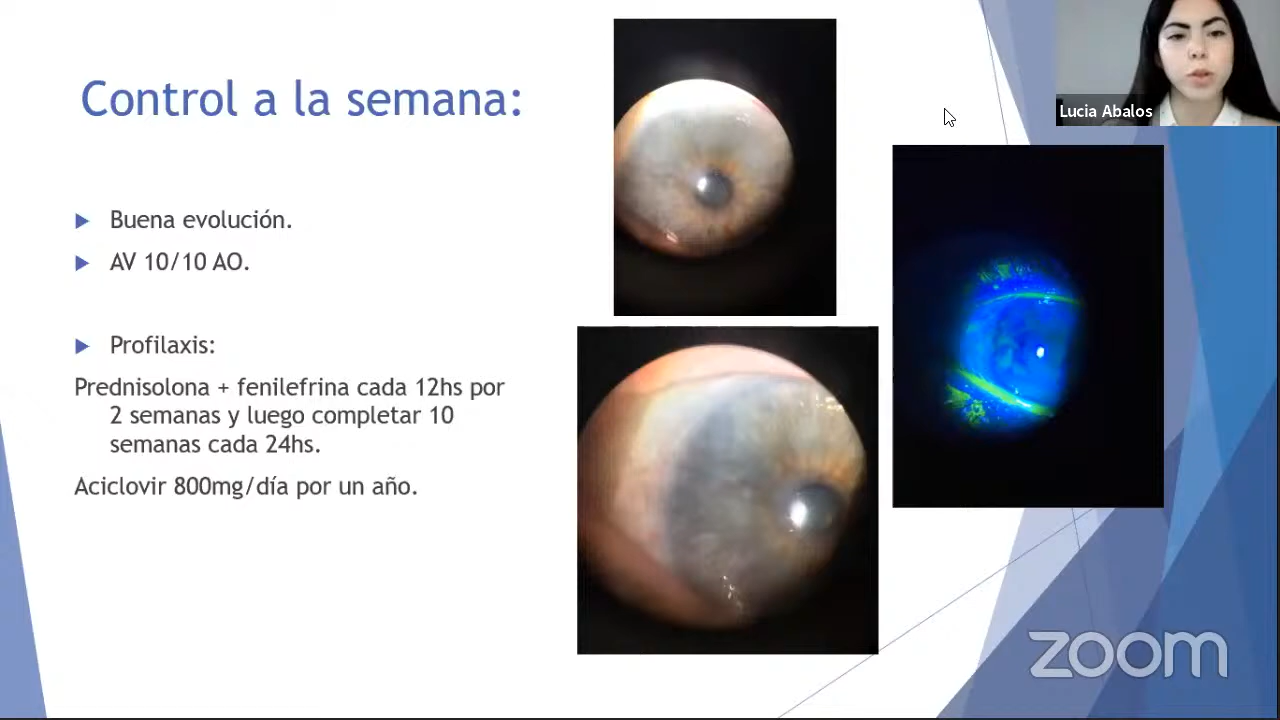 Control a la semana:
Lucia Abalos
Buena evolución.
AV 10/10 AO.
Profilaxis:
Prednisolona + fenilefrina cada 12hs por
2 semanas y luego completar 10
semanas cada 24hs.
Aciclovir 800mg/día por un año.
zoom